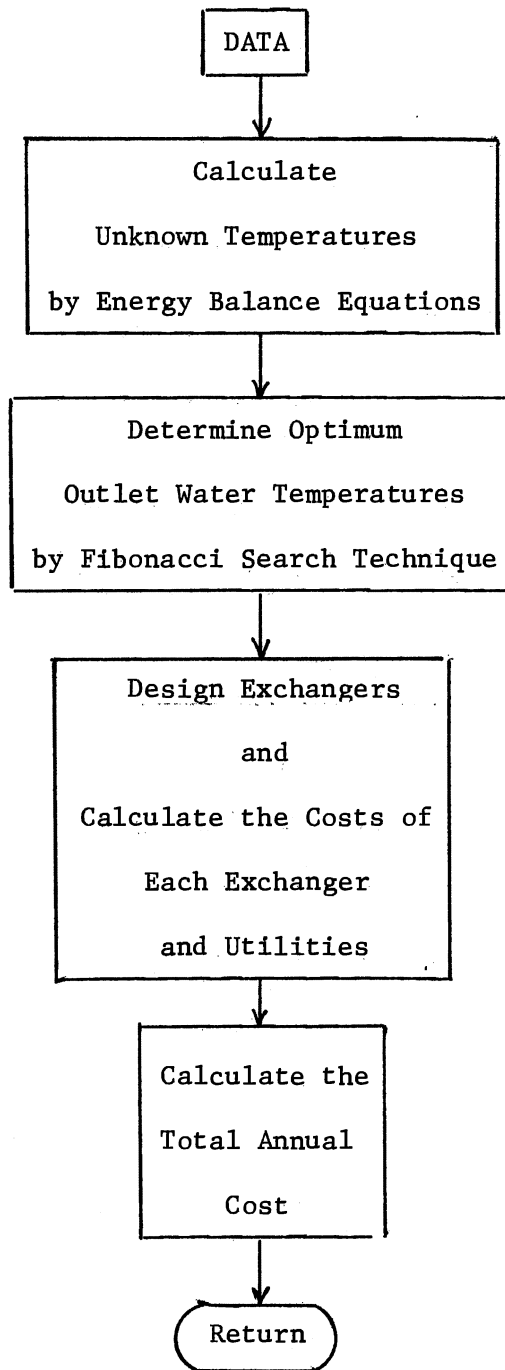 DATA
Calculate
Unknown Temperatures
by Energy Balance Equations
Determine Optimum
Outlet Water Temperatures
by Fibonacci Search Technique
Design Exchangers
and
Calculate the Costs of
Each Exchanger
and Utilities
Calculate the
Total Annual
Cost
Return